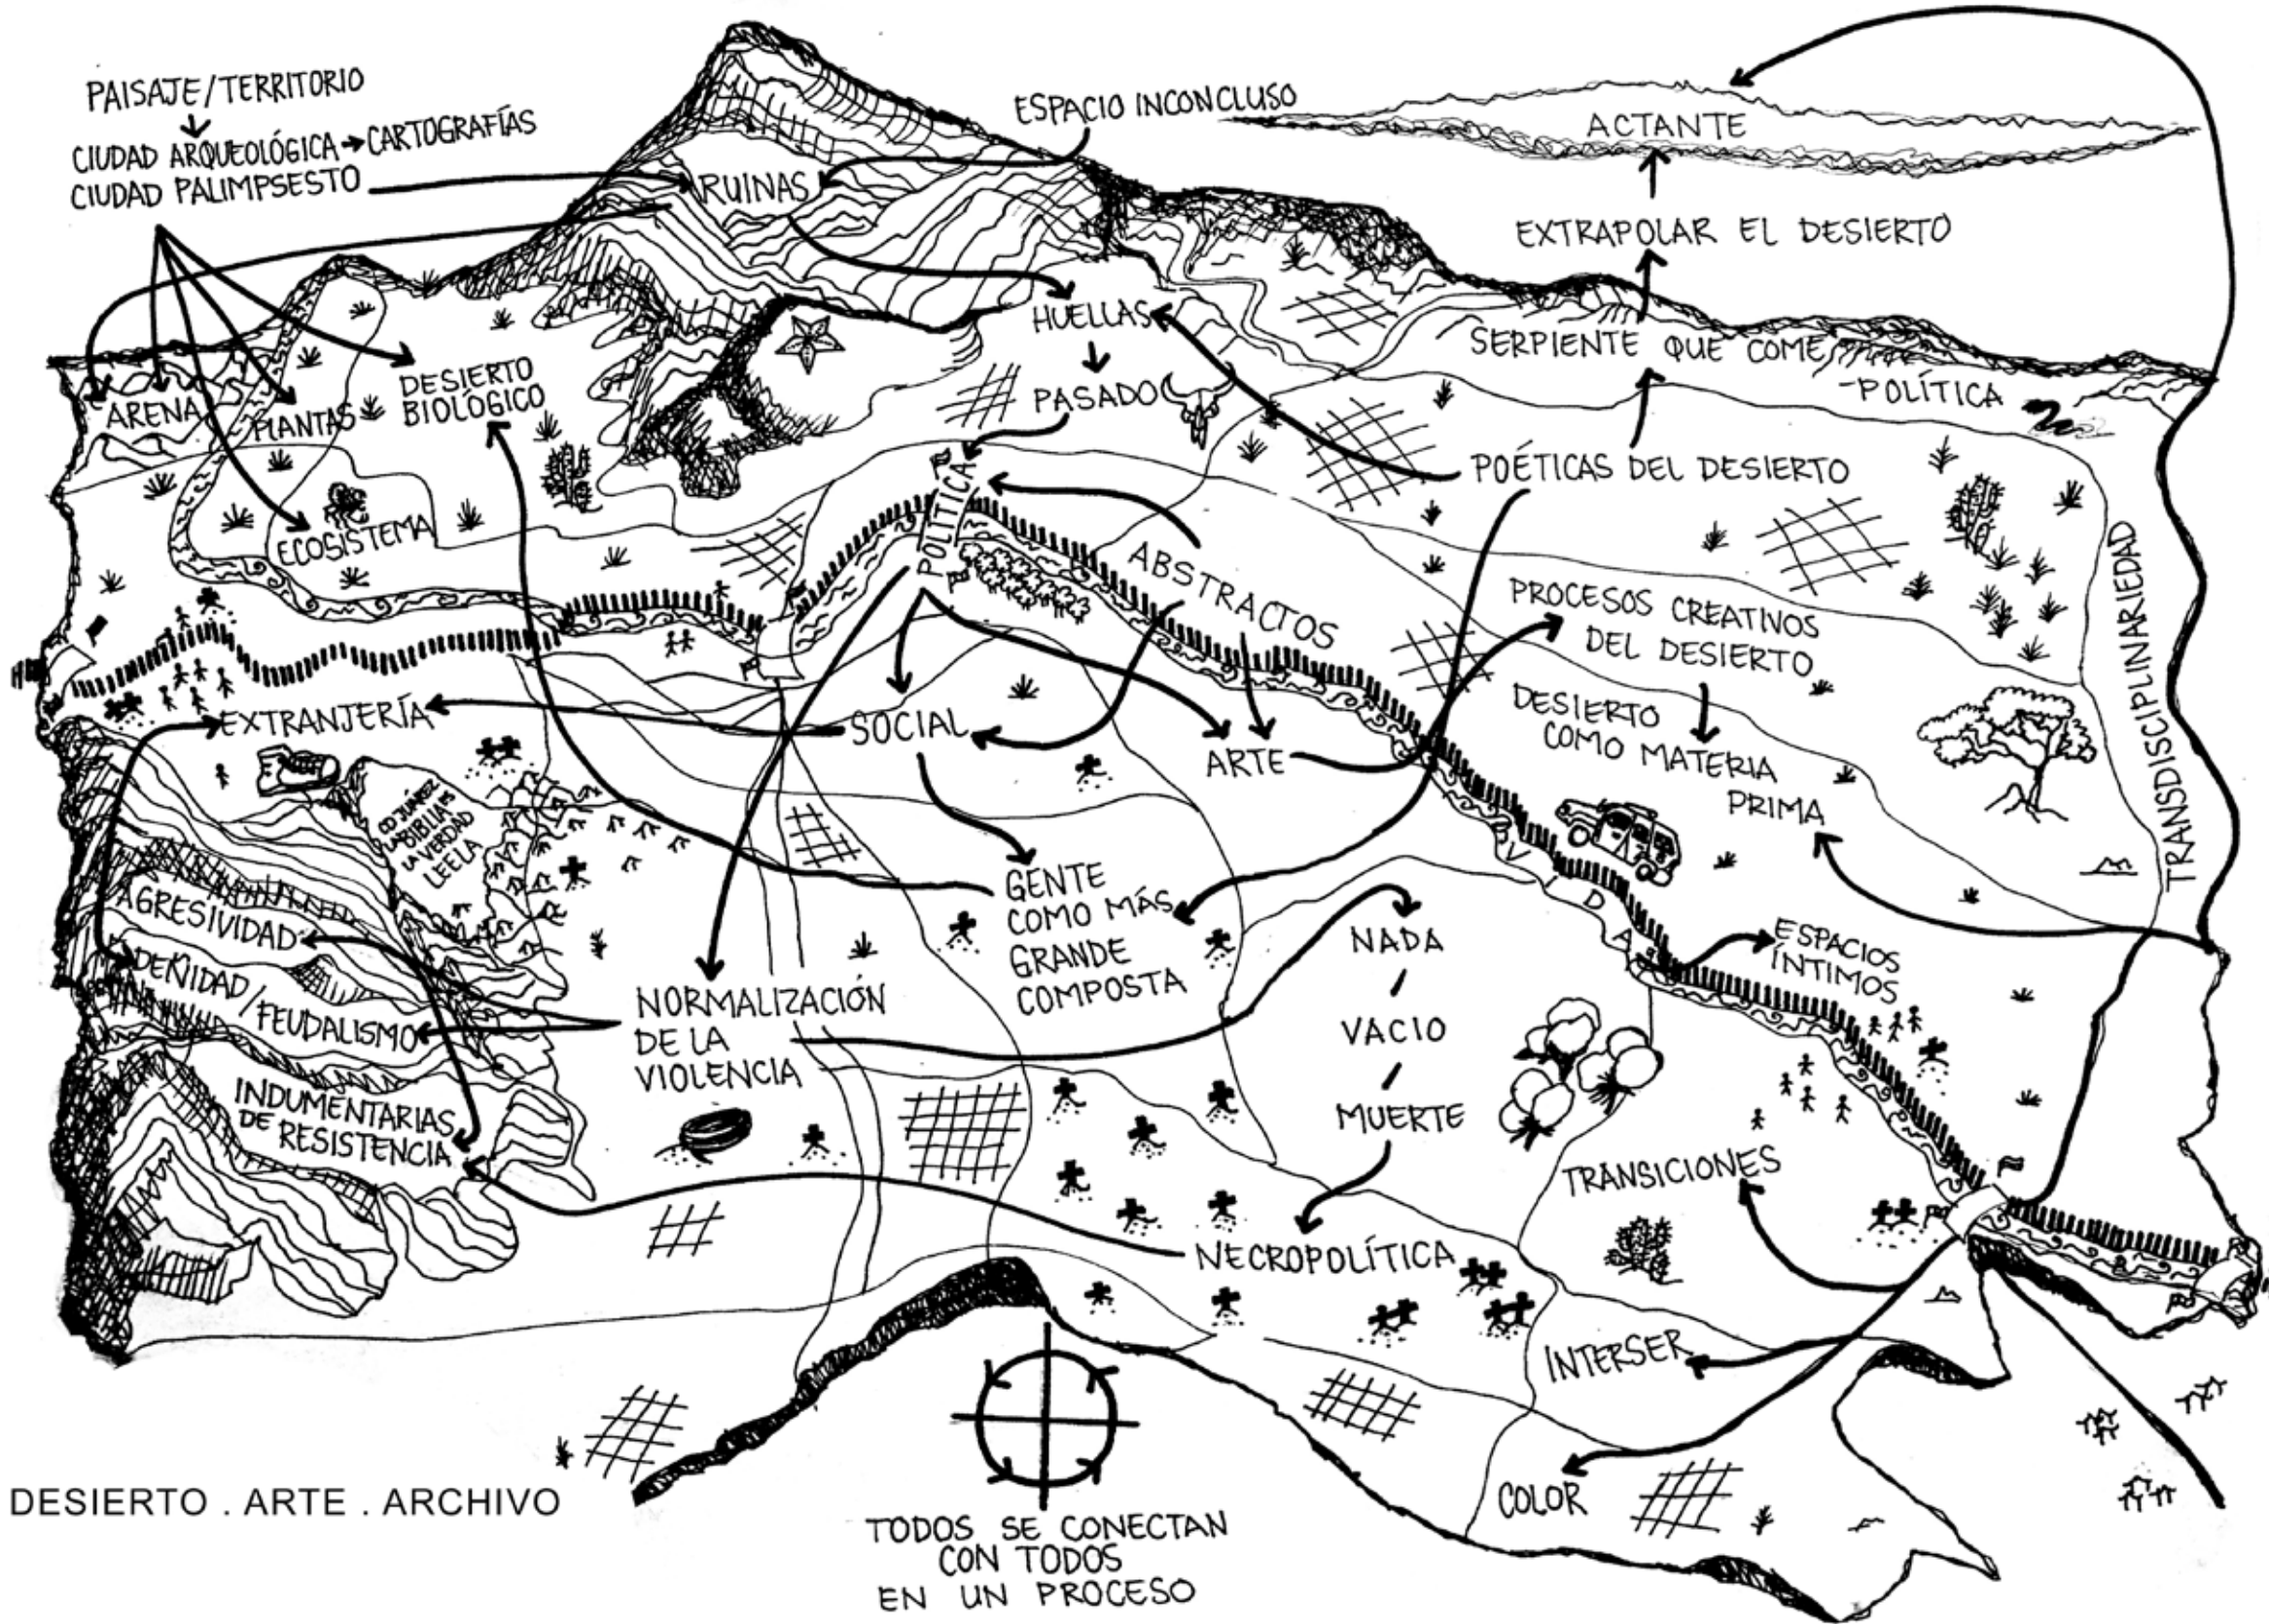 PAISAJE/TERRITORIO
CIUDAD ARQUEOLÓGICA → CARTOGRAFÍAS
CIUDAD PALIMPSESTO
ESPACIO INCONCLUSO
ACTANTE
RUINAS
EXTRAPOLAR EL DESIERTO
HUELLAS
SERPIENTE QUE COME
-POLÍTICA
PASADO
ARENA
PLANTAS
DESIERTO
BIOLÓGICO
ECOSISTEMA
POLÍTICA
POÉTICAS DEL DESIERTO
ABSTRACTOS
PROCESOS CREATIVOS
DEL DESIERTO
TRANSDISCIPLINARIEDAD
EXTRANJERÍA
SOCIAL
ARTE
DESIERTO
COMO MATERIA
PRIMA
CD JUÁREZ
LA BIBLIA ES
LA VERDAD
LEELA
VIDA
GENTE
COMO MÁS
GRANDE
COMPOSTA
NADA
/
VACIO
/
MUERTE
ESPACIOS
ÍNTIMOS
AGRESIVIDAD
IDENIDAD/FEUDALISMO
NORMALIZACIÓN
DE LA
VIOLENCIA
INDUMENTARIAS
DE RESISTENCIA
TRANSICIONES
NECROPOLÍTICA
INTERSER
COLOR
DESIERTO . ARTE . ARCHIVO
TODOS SE CONECTAN
CON TODOS
EN UN PROCESO